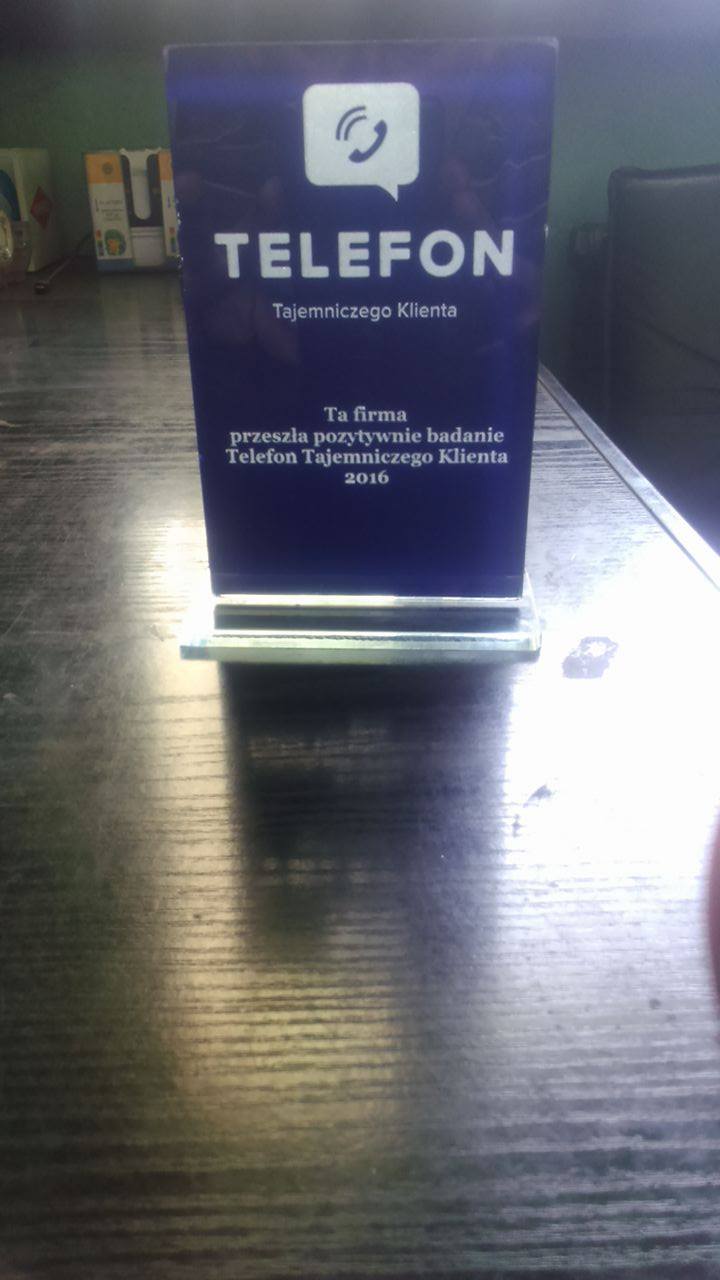 TELEFON
Tajemniczego Klienta
Ta firma
przeszła pozytywnie badanie
Telefon Tajemniczego Klienta
2016